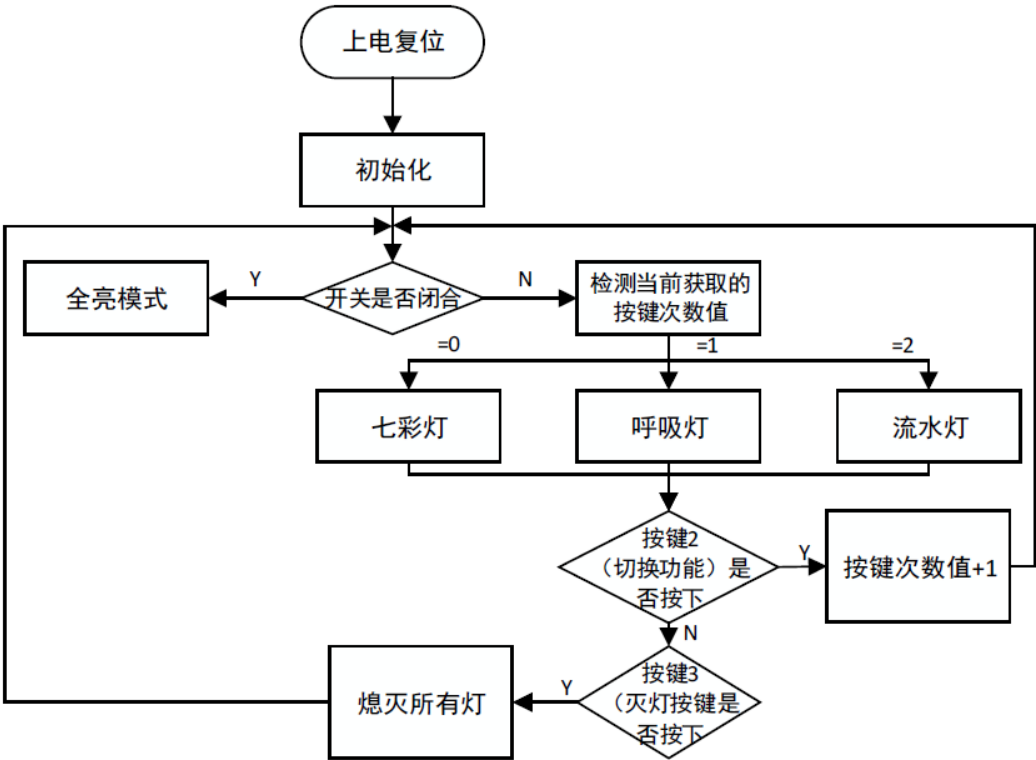 上电复位
初始化
全亮模式
Y
开关是否闭合
N
检测当前获取的
按键次数值
=0
=1
=2
七彩灯
呼吸灯
流水灯
按键2
（切换功能）是
否按下
Y
按键次数值+1
N
按键3
（灭灯按键是
否按下
Y
熄灭所有灯